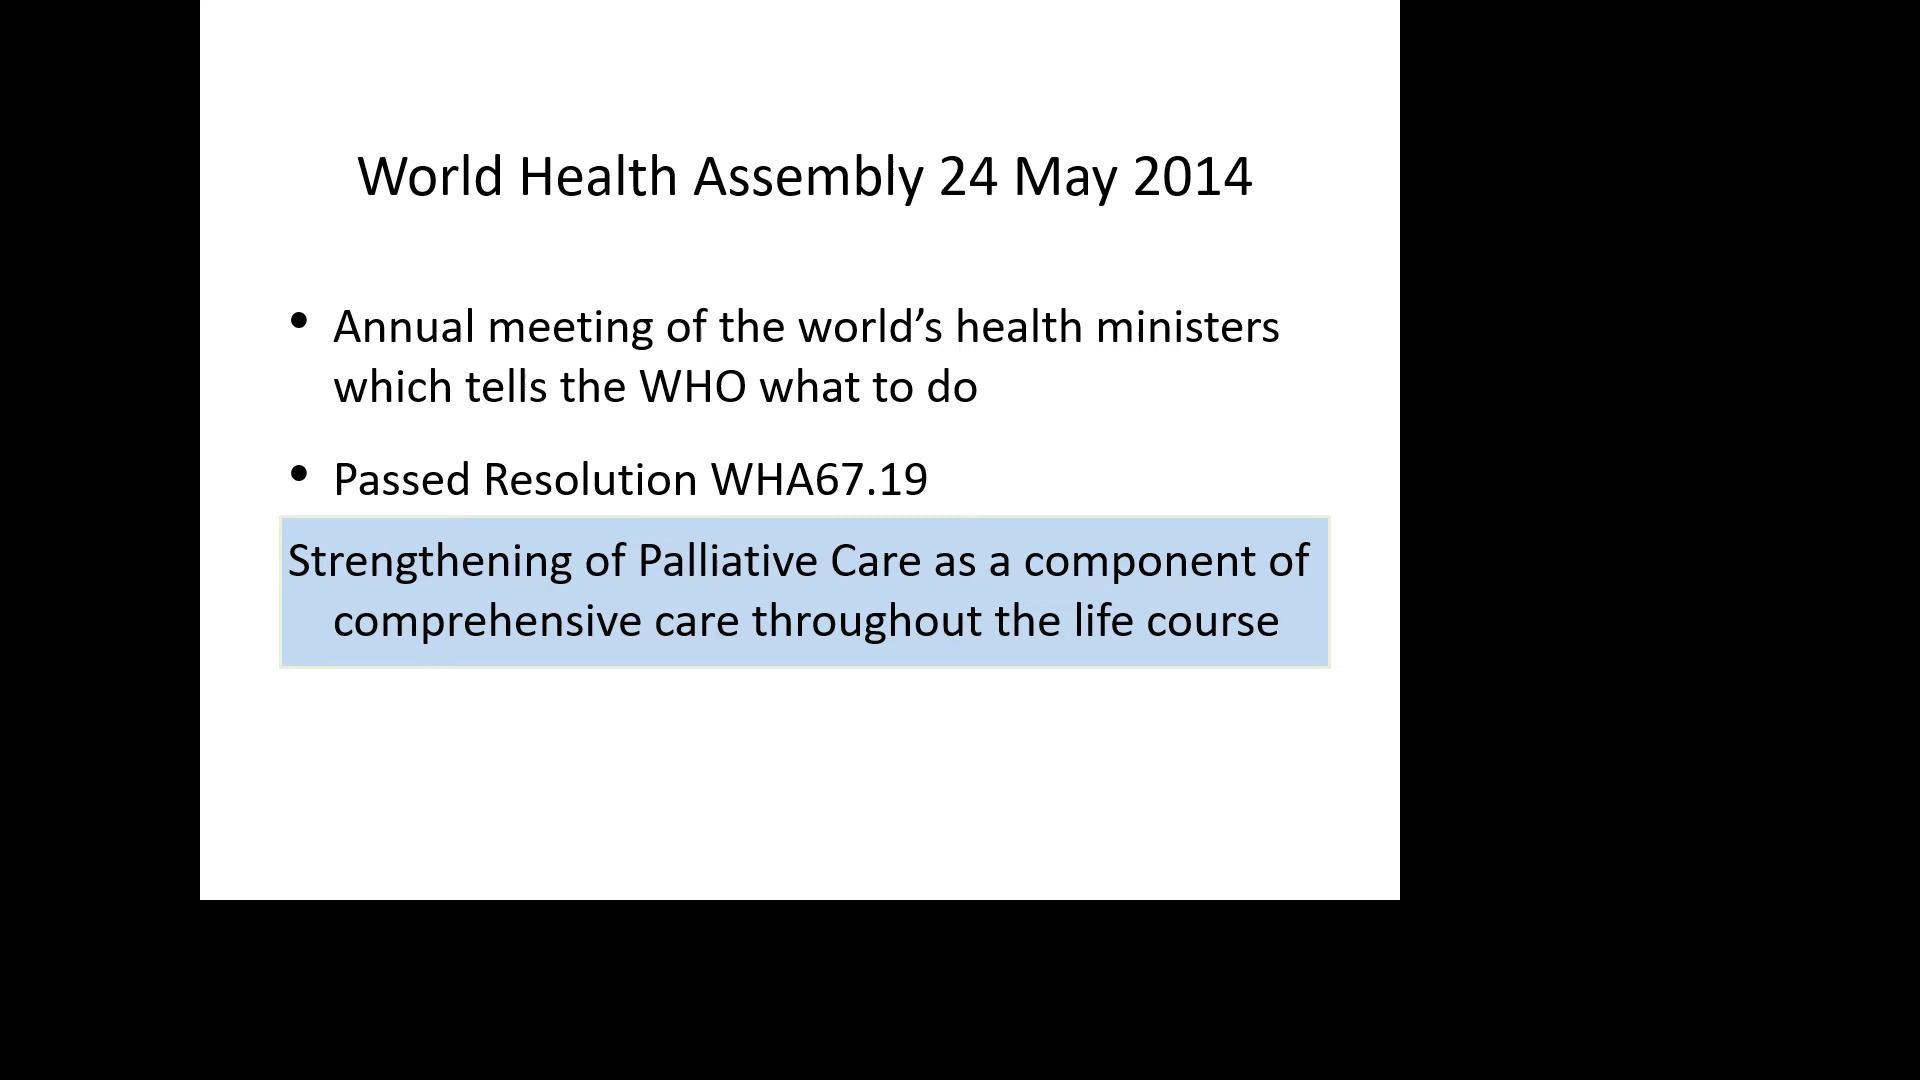 World Health Assembly 24 May 2014
• Annual meeting of the world’s health ministers
which tells the WHO what to do
• Passed Resolution WHA67.19
Strengthening of Palliative Care as a component of
comprehensive care throughout the life course